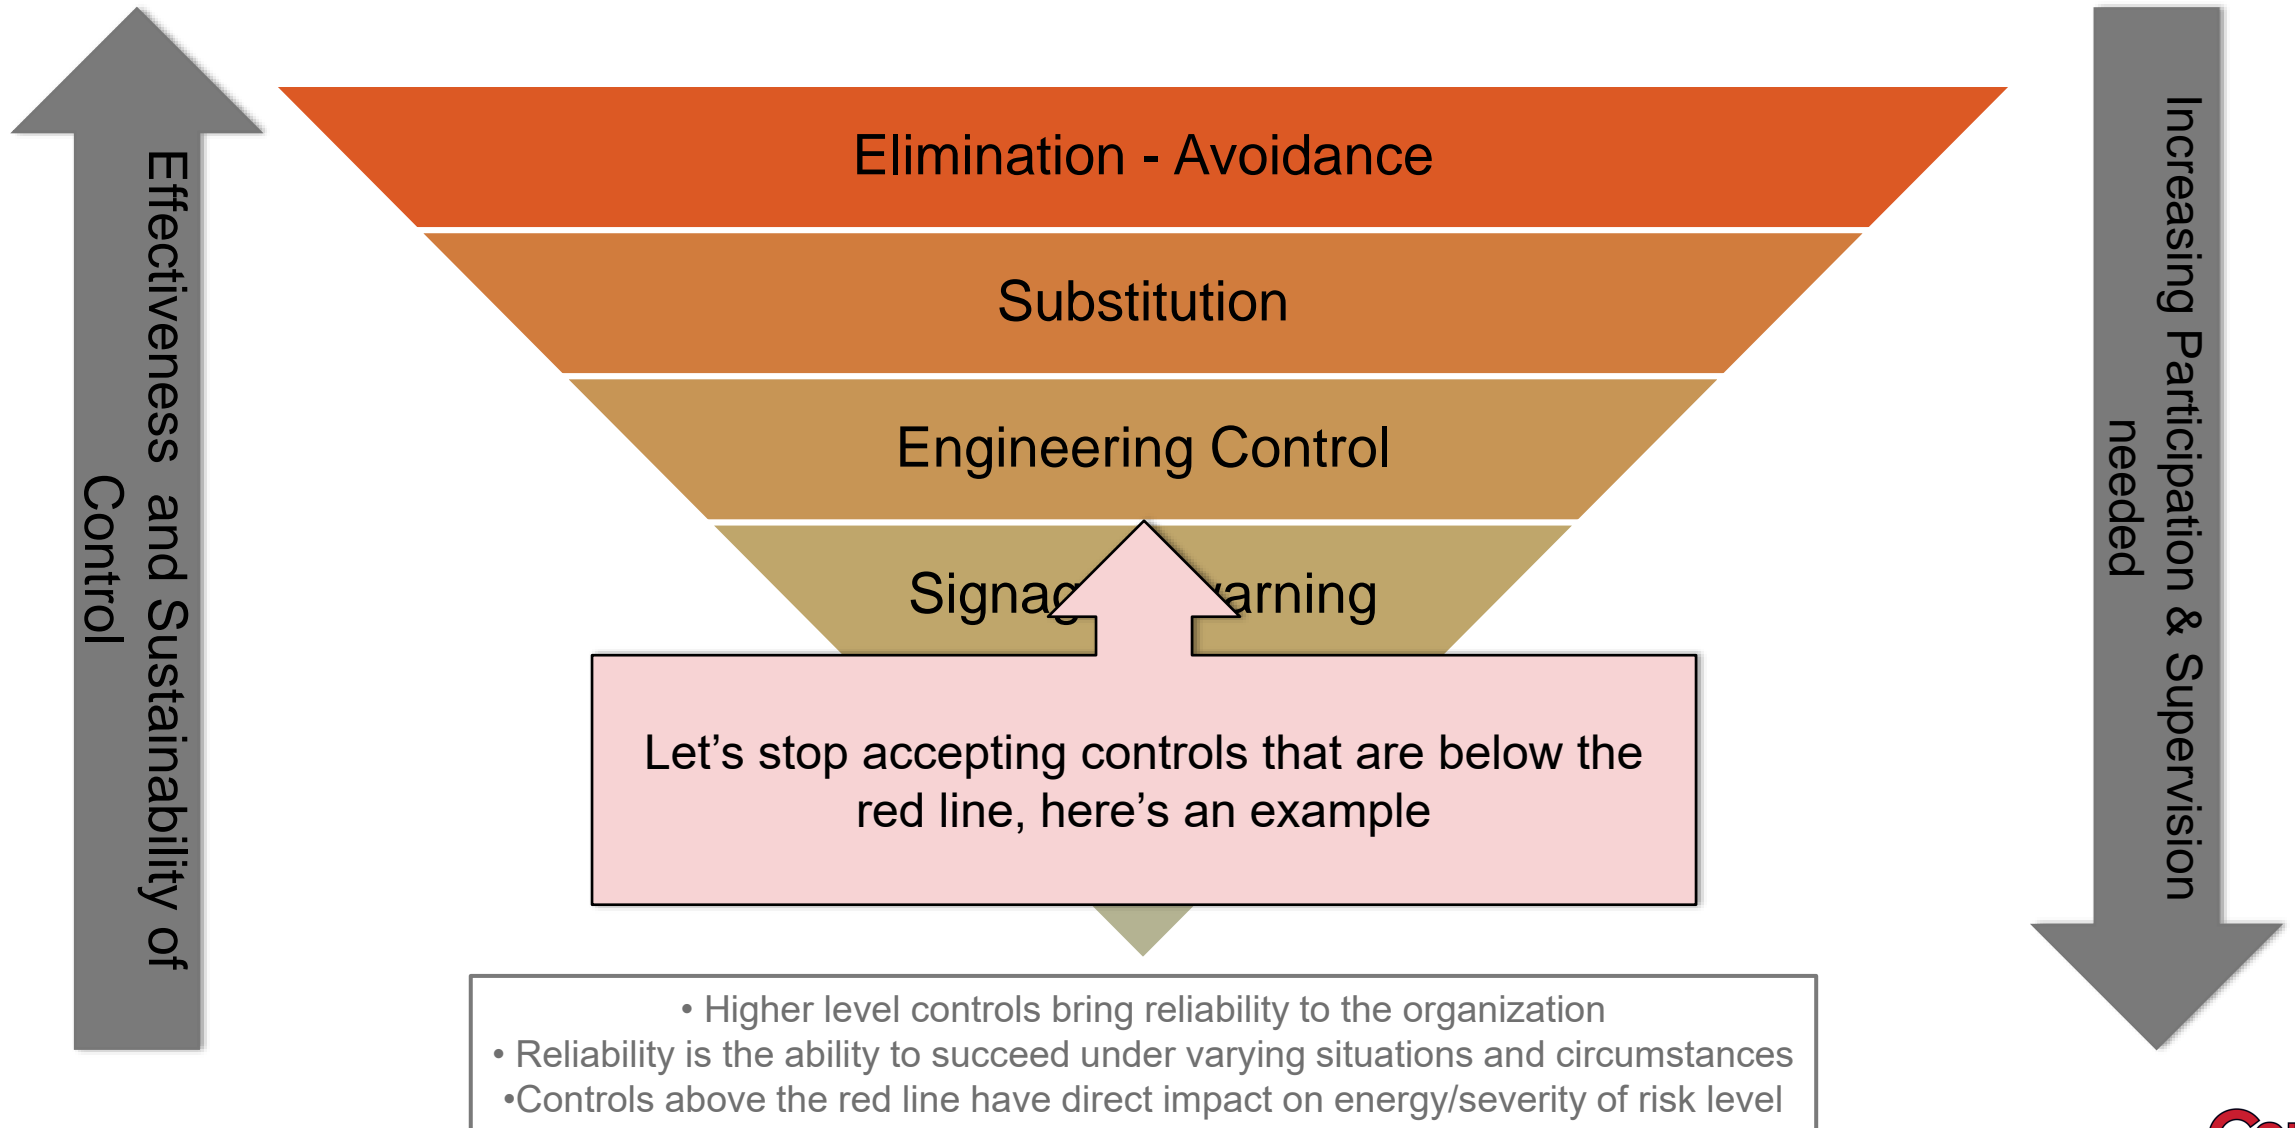 Effectiveness and Sustainability of
Control
Elimination - Avoidance
Substitution
Engineering Control
Increasing Participation & Supervision
needed
Let’s stop accepting controls that are below the
red line, here’s an example
• Higher level controls bring reliability to the organization
• Reliability is the ability to succeed under varying situations and circumstances
•Controls above the red line have direct impact on energy/severity of risk level